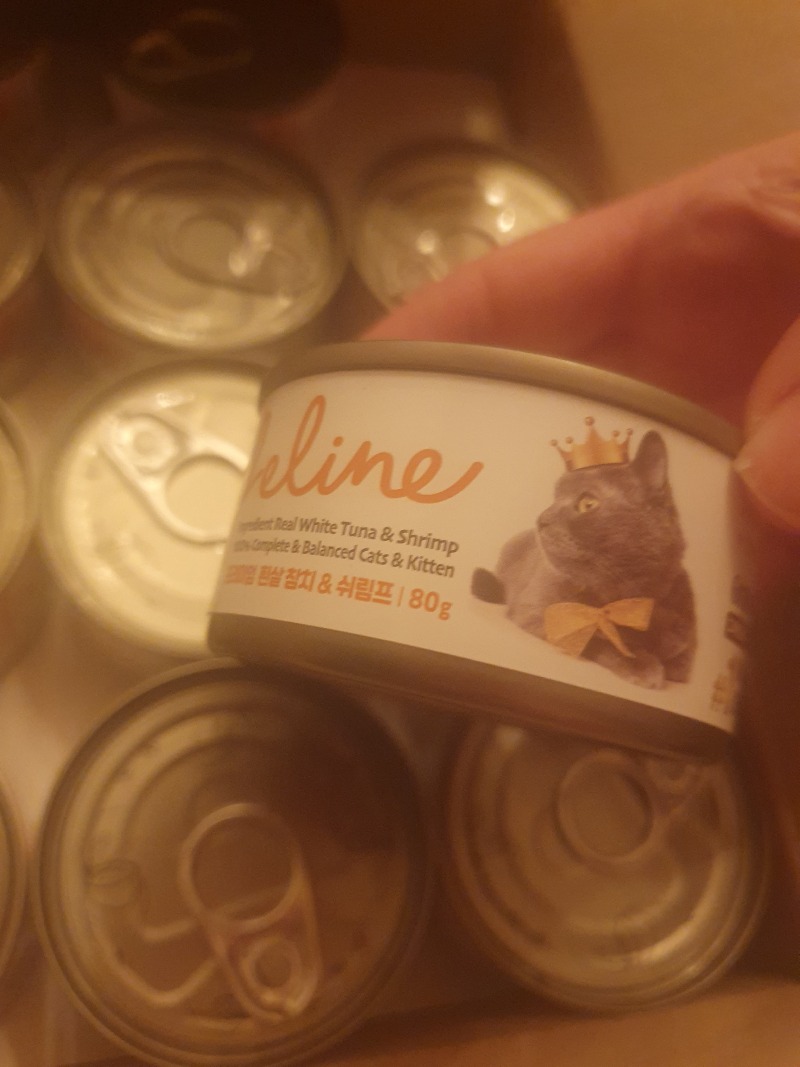 eline
Real White Tuna & Shrimp
Complete & Balanced Cats & Kitten
흰살 참치 & 쉬림프 | 80g